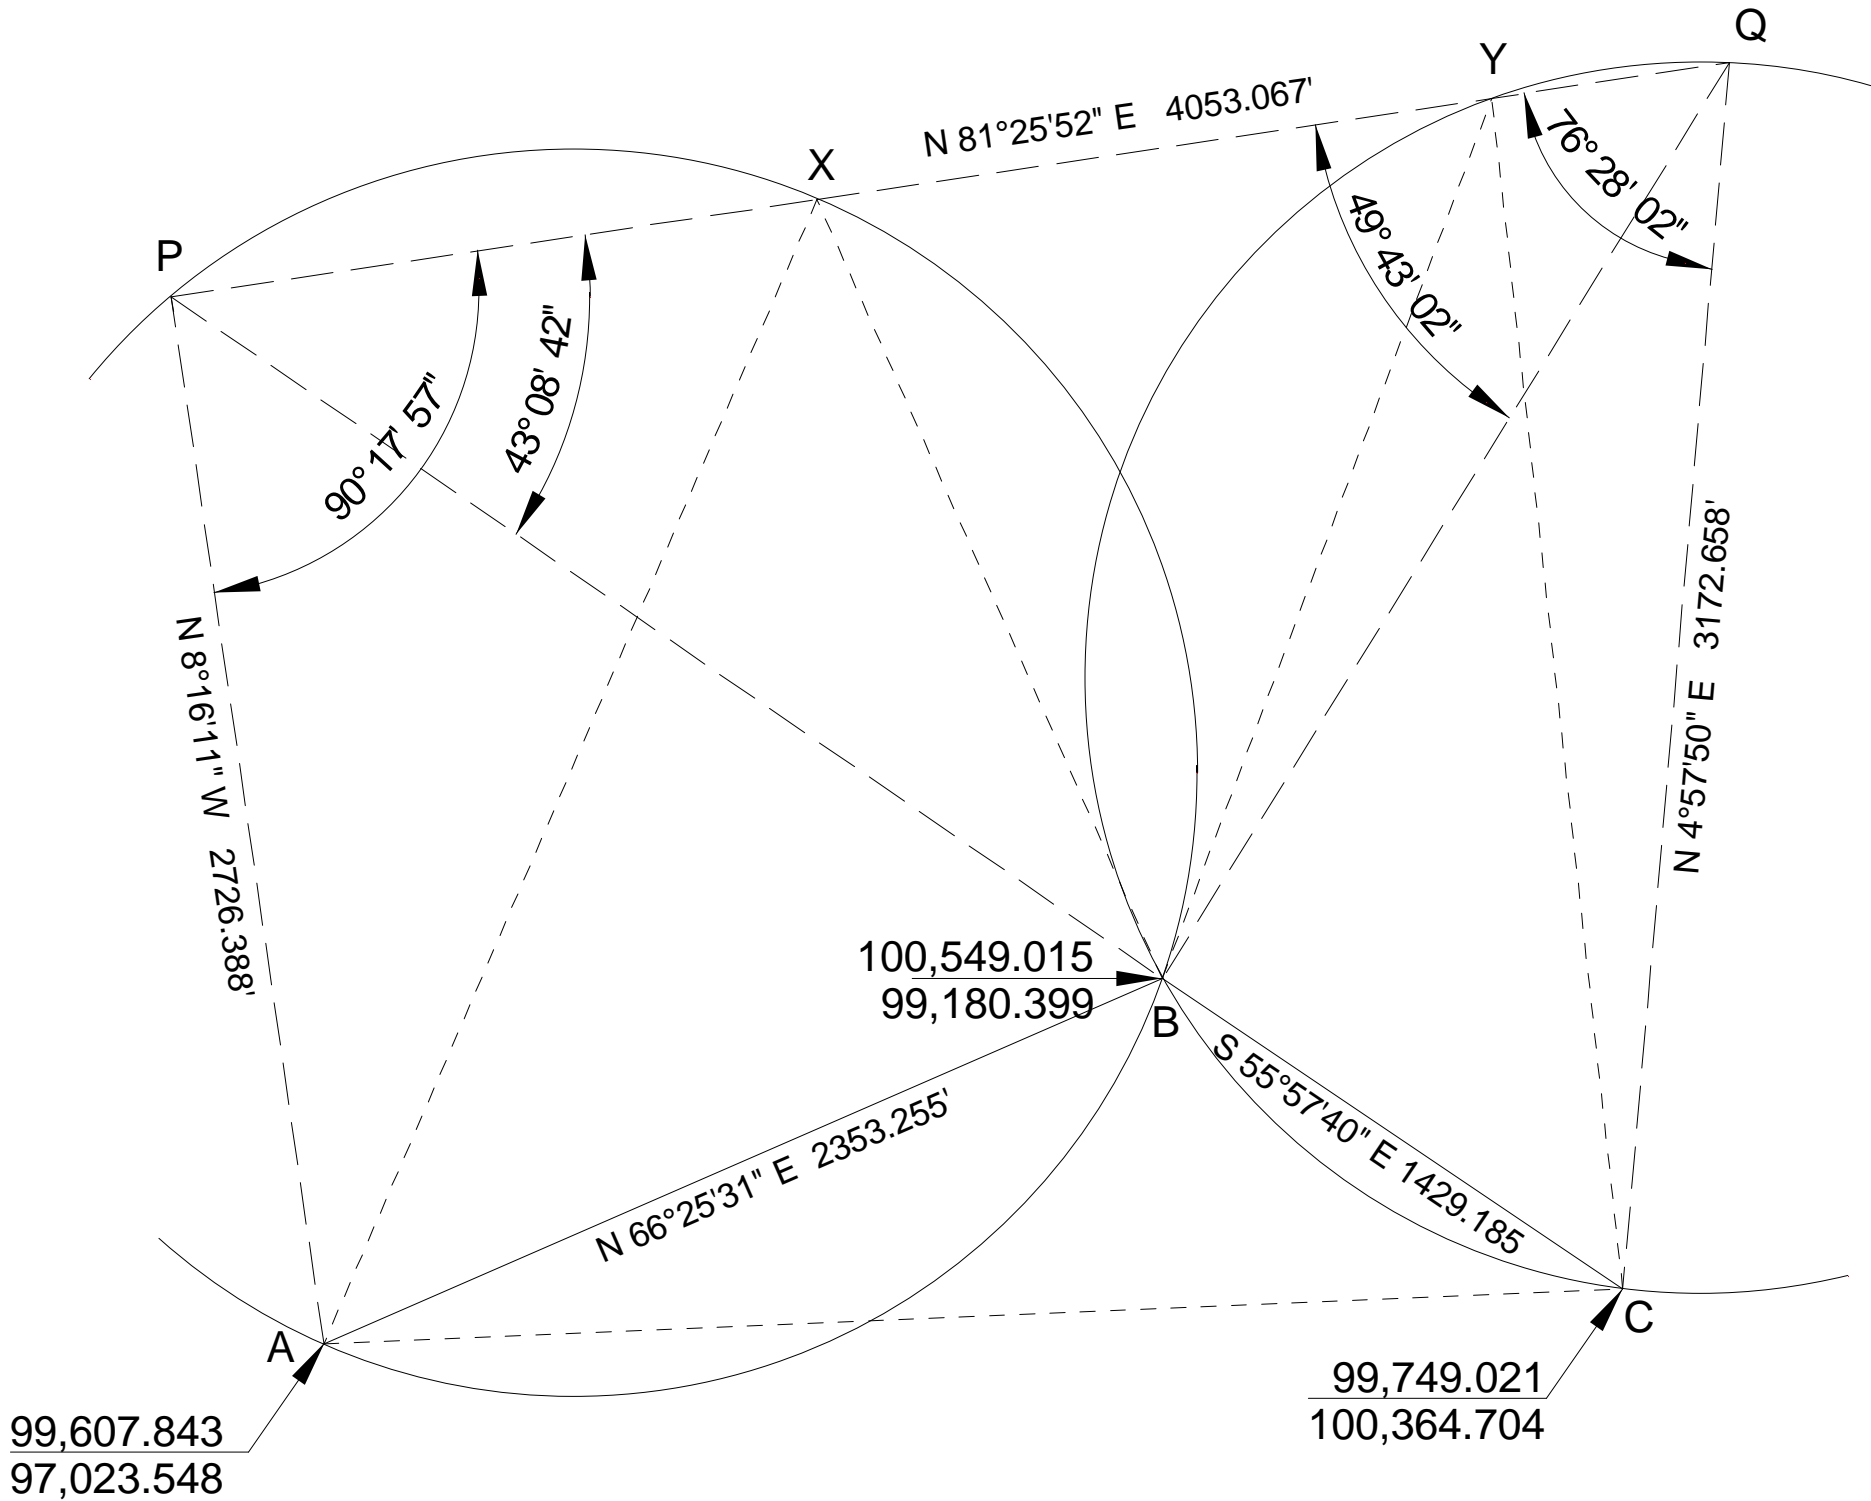 Q
Y
N 81°25'52" E 4053.067'
X
76°28' 02"
P
49°43' 02"
43°08' 42"
90°17' 57"
N 8°16'11" W 2726.388'
N 4°57'50" E 3172.658'
100,549.015
99,180.399
B
S 55°57'40" E 1429.185
N 66°25'31" E 2353.255'
A
C
99,749.021
100,364.704
99,607.843
97,023.548